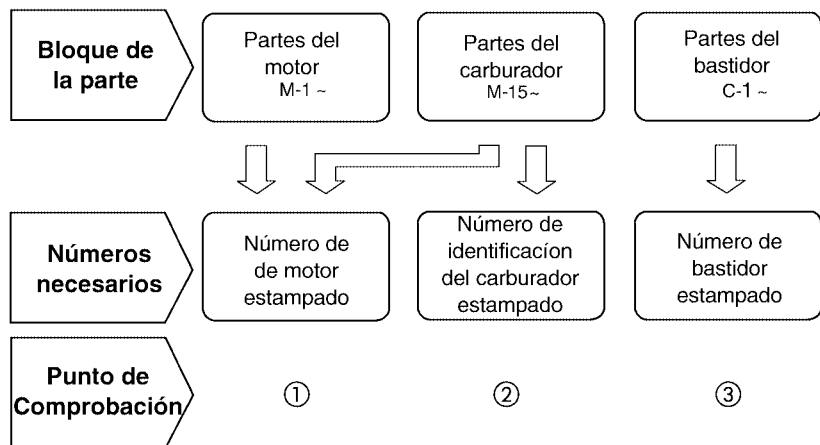 Bloque de
la parte
Partes del
motor
M-1 ~
Partes del
carburador
M-15~
Partes del
bastidor
C-1 ~
Números
necesarios
Número de
de motor
estampado
Número de
identificacíon
del carburador
estampado
Número de
bastidor
estampado
Punto de
Comprobación
①
②
③